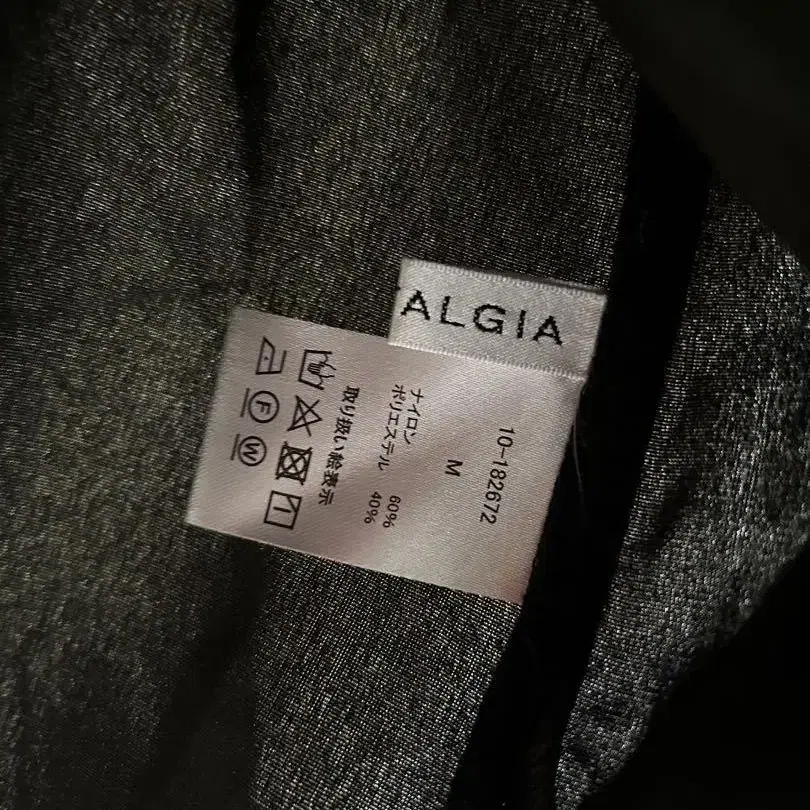 ALGIA
10-182672
M
ナイロン 60%
ポリエステル 40%
取り扱い絵表示
F
W